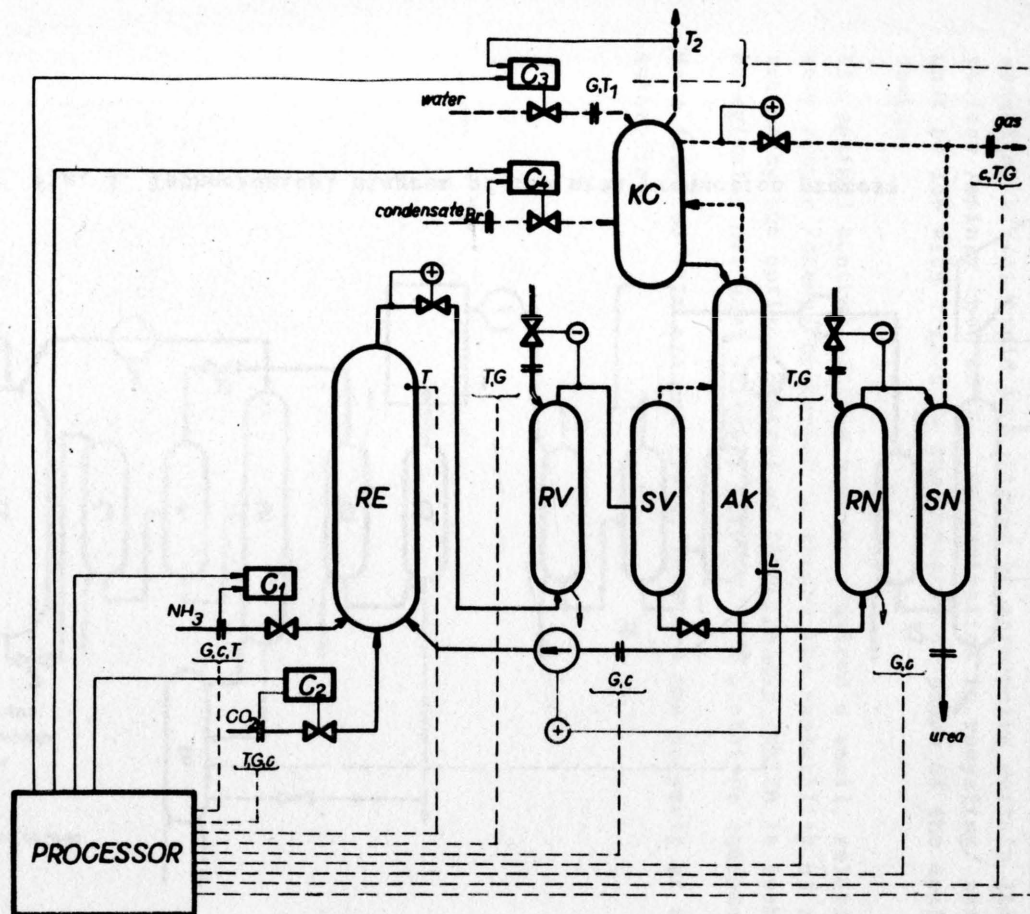 T2
C3
water
G,T1
gas
C4
KC
c,T,G
condensate
T
T,G
T,G
RE
RV
SV
AK
RN
SN
L
C1
NH3
G,c,T
C2
G,c
G,c
CO2
urea
T,G,c
PROCESSOR